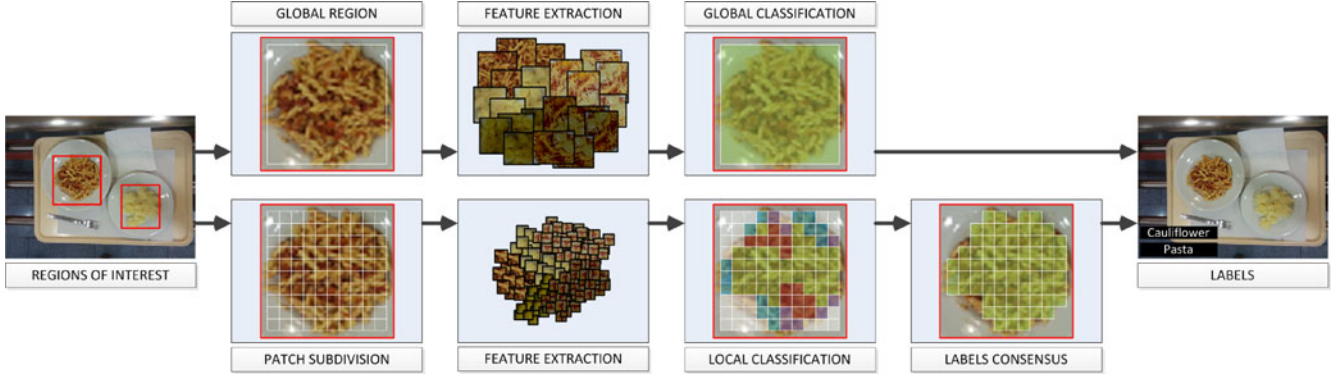 GLOBAL REGION
FEATURE EXTRACTION
GLOBAL CLASSIFICATION
REGIONS OF INTEREST
Cauliflower
Pasta
LABELS
PATCH SUBDIVISION
FEATURE EXTRACTION
LOCAL CLASSIFICATION
LABELS CONSENSUS